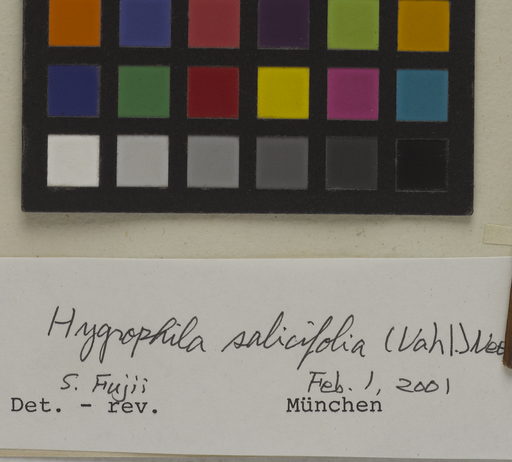 Hygrophila salicifolia (Vahl) Nees
S. Fujii Feb. 1, 2001
Det. - rev. München